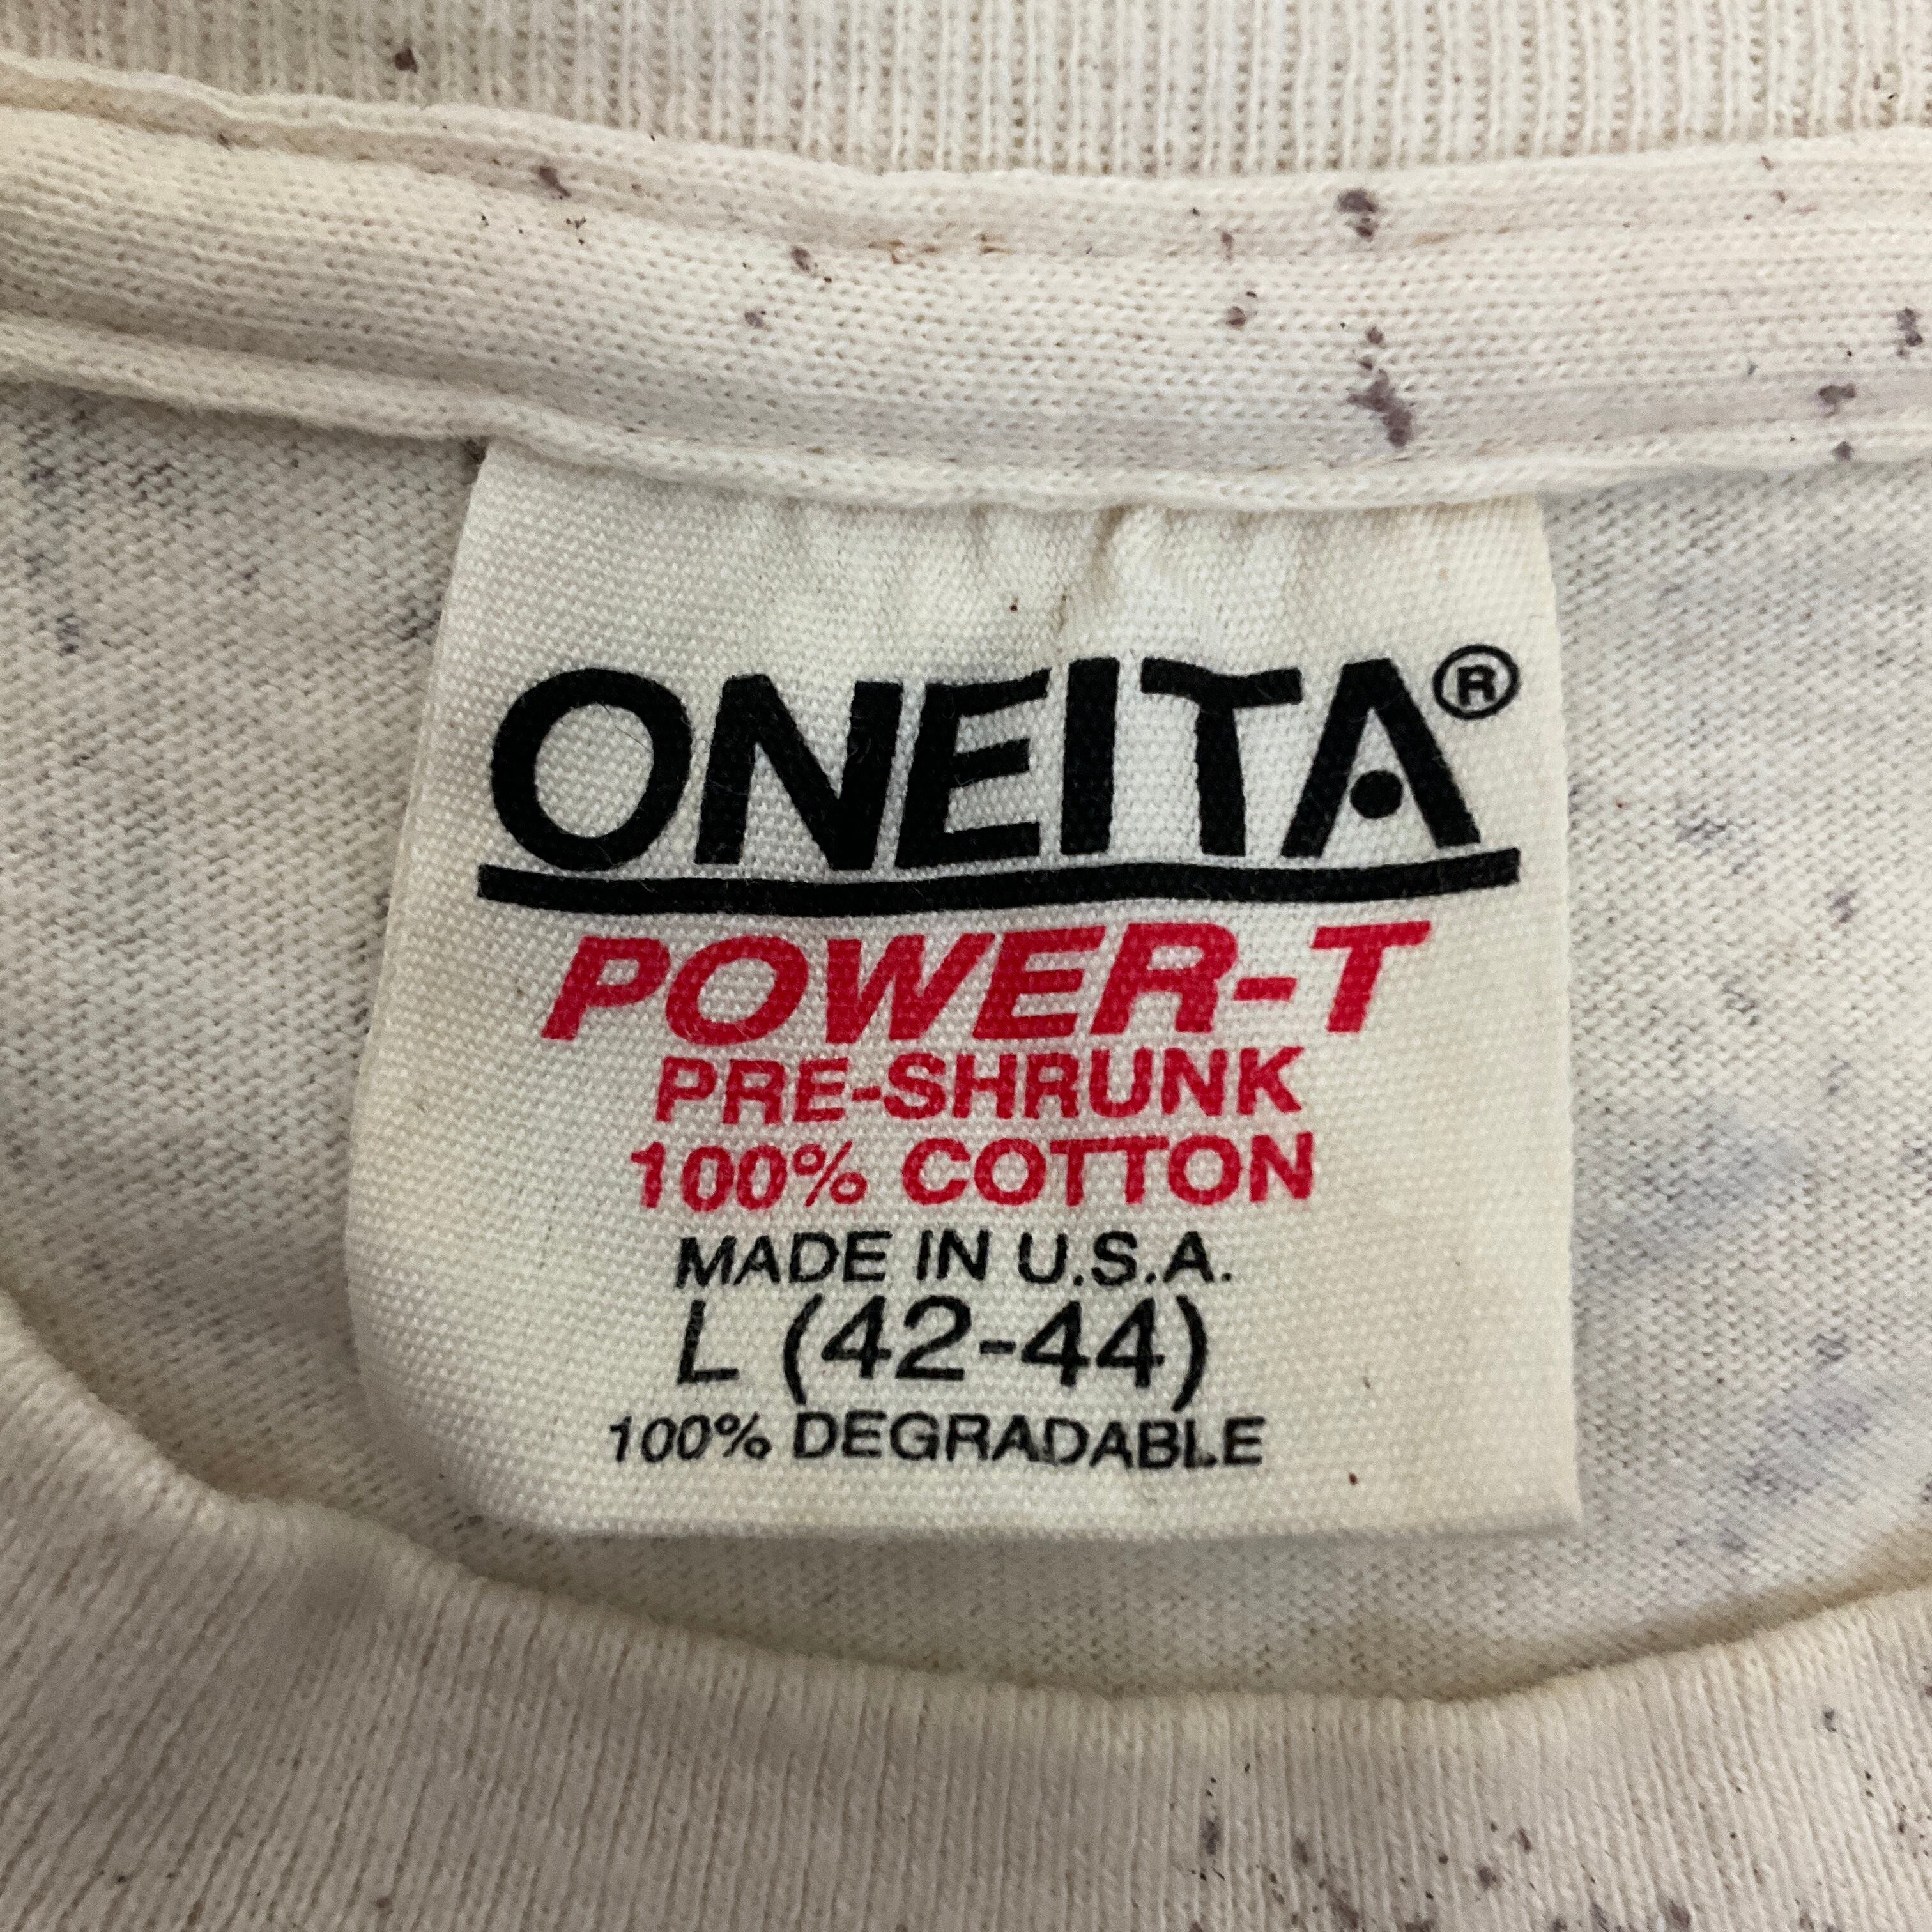 ONEITA®
POWER-T
PRE-SHRUNK
100% COTTON
MADE IN U.S.A.
L (42-44)
100% DEGRADABLE